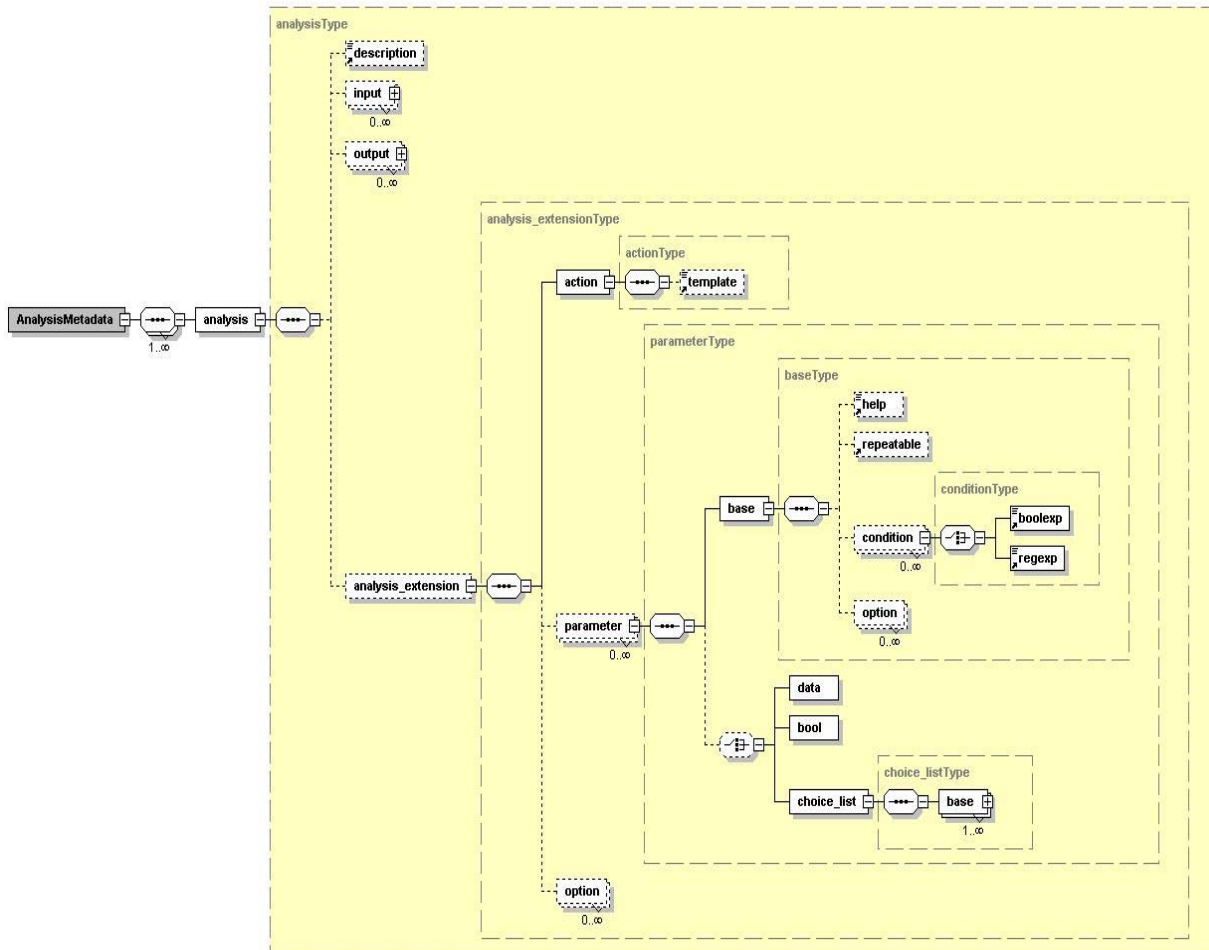 analysisType
description
input
0..∞
output
0..∞
analysis_extensionType
actionType
action
template
AnalysisMetadata
1..∞
analysis
parameterType
baseType
help
repeatable
conditionType
base
boolexp
condition
0..∞
regexp
analysis_extension
option
0..∞
parameter
0..∞
data
bool
choice_listType
choice_list
base
1..∞
option
0..∞